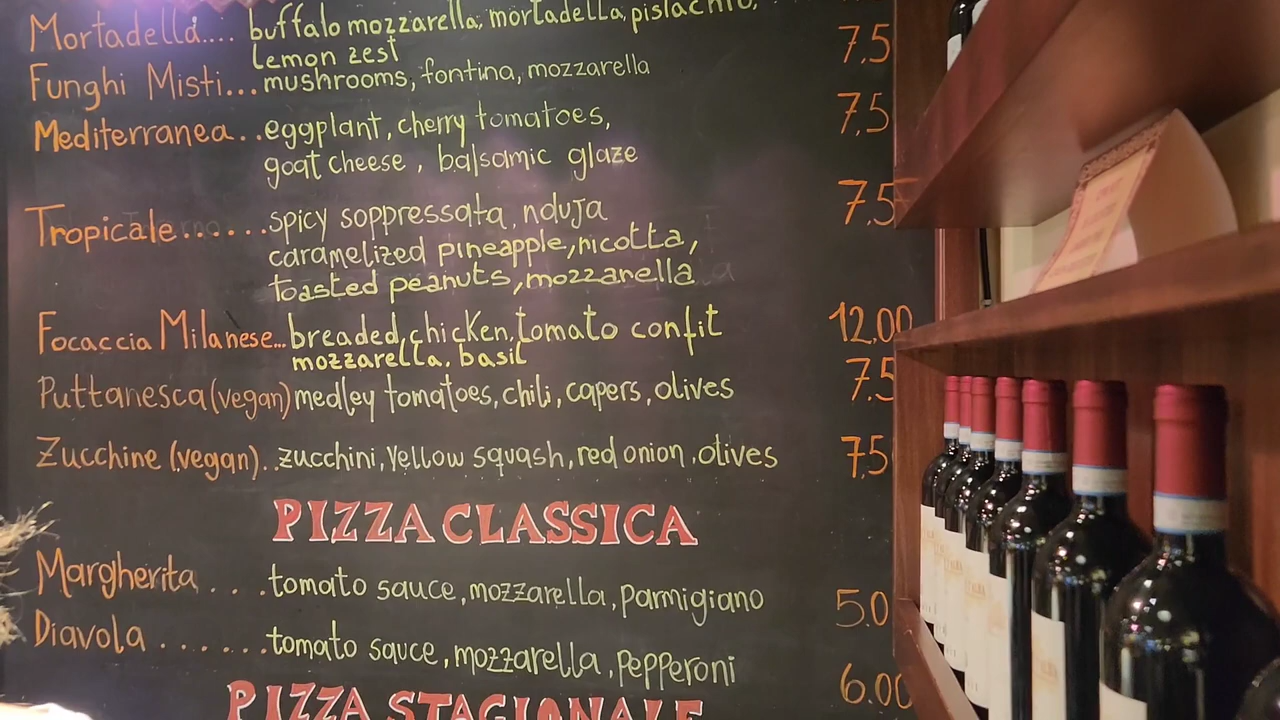 Mortadella.... buffalo mozzarella, mortadella, pistachio,
lemon zest 7,5
Funghi Misti... mushrooms, fontina, mozzarella 7,5
Mediterranea.. eggplant, cherry tomatoes,
goat cheese, balsamic glaze
Tropicale...... spicy soppressata, nduja 7,5
caramelized pineapple, ricotta,
toasted peanuts, mozzarella
Focaccia Milanese... breaded chicken, tomato confit 12,00
mozzarella, basil
Puttanesca (vegan) medley tomatoes, chili, capers, olives 7,5
Zucchine (vegan).. zucchini, yellow squash, red onion, olives 7,5
PIZZA CLASSICA
Margherita ... tomato sauce, mozzarella, parmigiano 5.0
Diavola ...... tomato sauce, mozzarella, pepperoni 6.00
PIZZA STAGIONALE